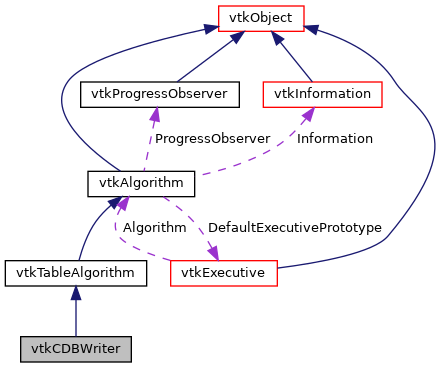 vtkObject
vtkProgressObserver
vtkInformation
ProgressObserver
Information
vtkAlgorithm
Algorithm
DefaultExecutivePrototype
vtkTableAlgorithm
vtkExecutive
vtkCDBWriter